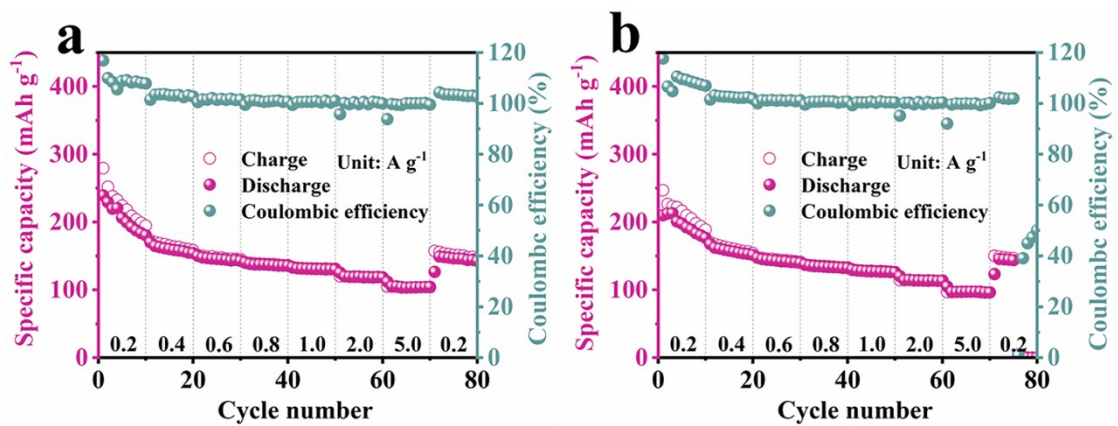 a
Specific capacity (mAh g⁻¹)
400
300
200
100
0
Charge
Unit: A g⁻¹
Discharge
Coulombic efficiency
0.2 0.4 0.6 0.8 1.0 2.0 5.0 0.2
0 20 40 60 80
Cycle number
120
100
80
60
40
20
0
Coulombc efficiency (%)
b
Specific capacity (mAh g⁻¹)
400
300
200
100
0
Charge
Unit: A g⁻¹
Discharge
Coulombic efficiency
0.2 0.4 0.6 0.8 1.0 2.0 5.0 0.2
0 20 40 60 80
Cycle number
120
100
80
60
40
20
0
Coulombc efficiency (%)